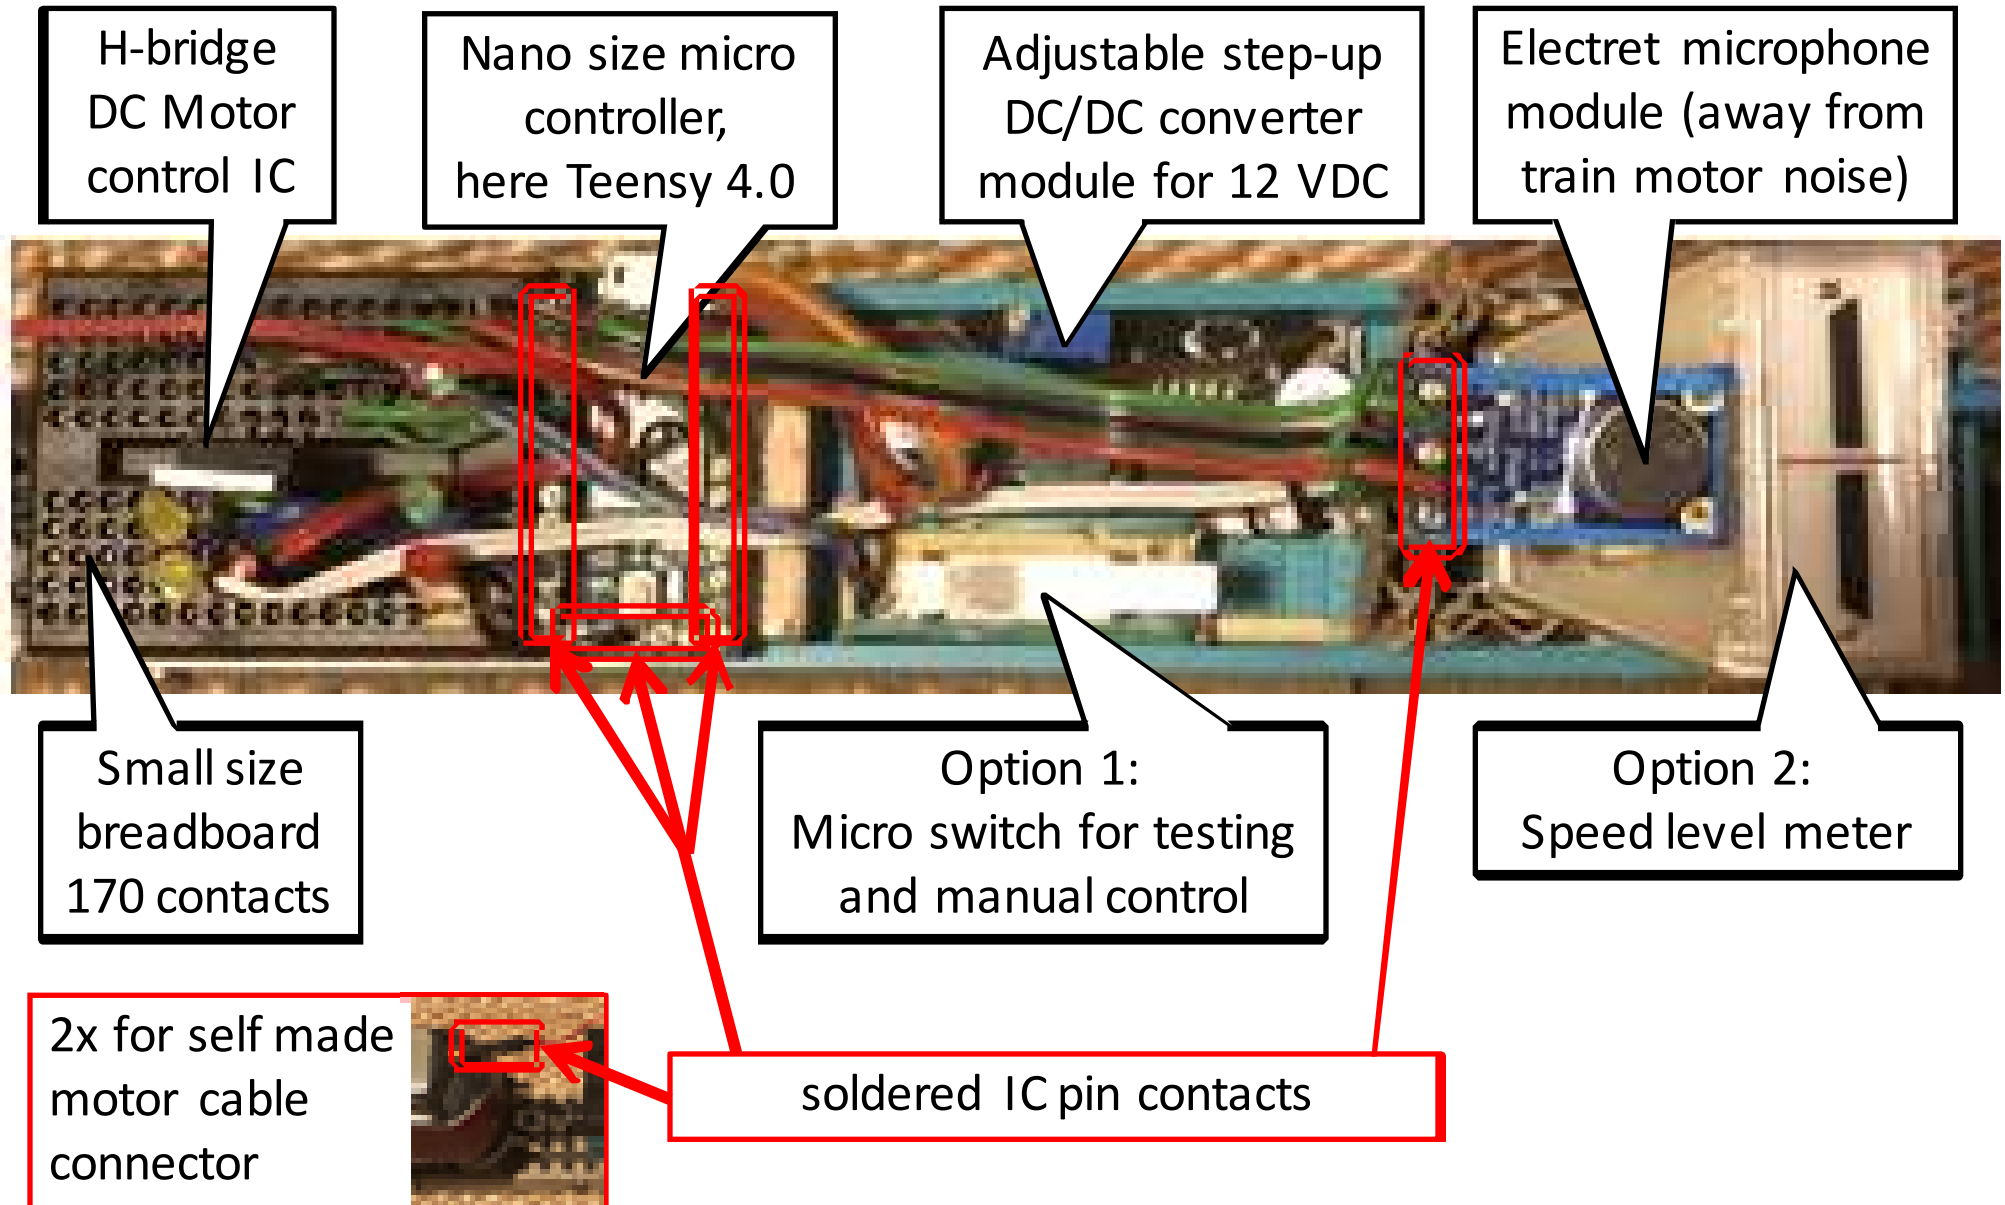 H-bridge
DC Motor
control IC
Nano size micro
controller,
here Teensy 4.0
Adjustable step-up
DC/DC converter
module for 12 VDC
Electret microphone
module (away from
train motor noise)
Small size
breadboard
170 contacts
Option 1:
Micro switch for testing
and manual control
Option 2:
Speed level meter
2x for self made
motor cable
connector
soldered IC pin contacts